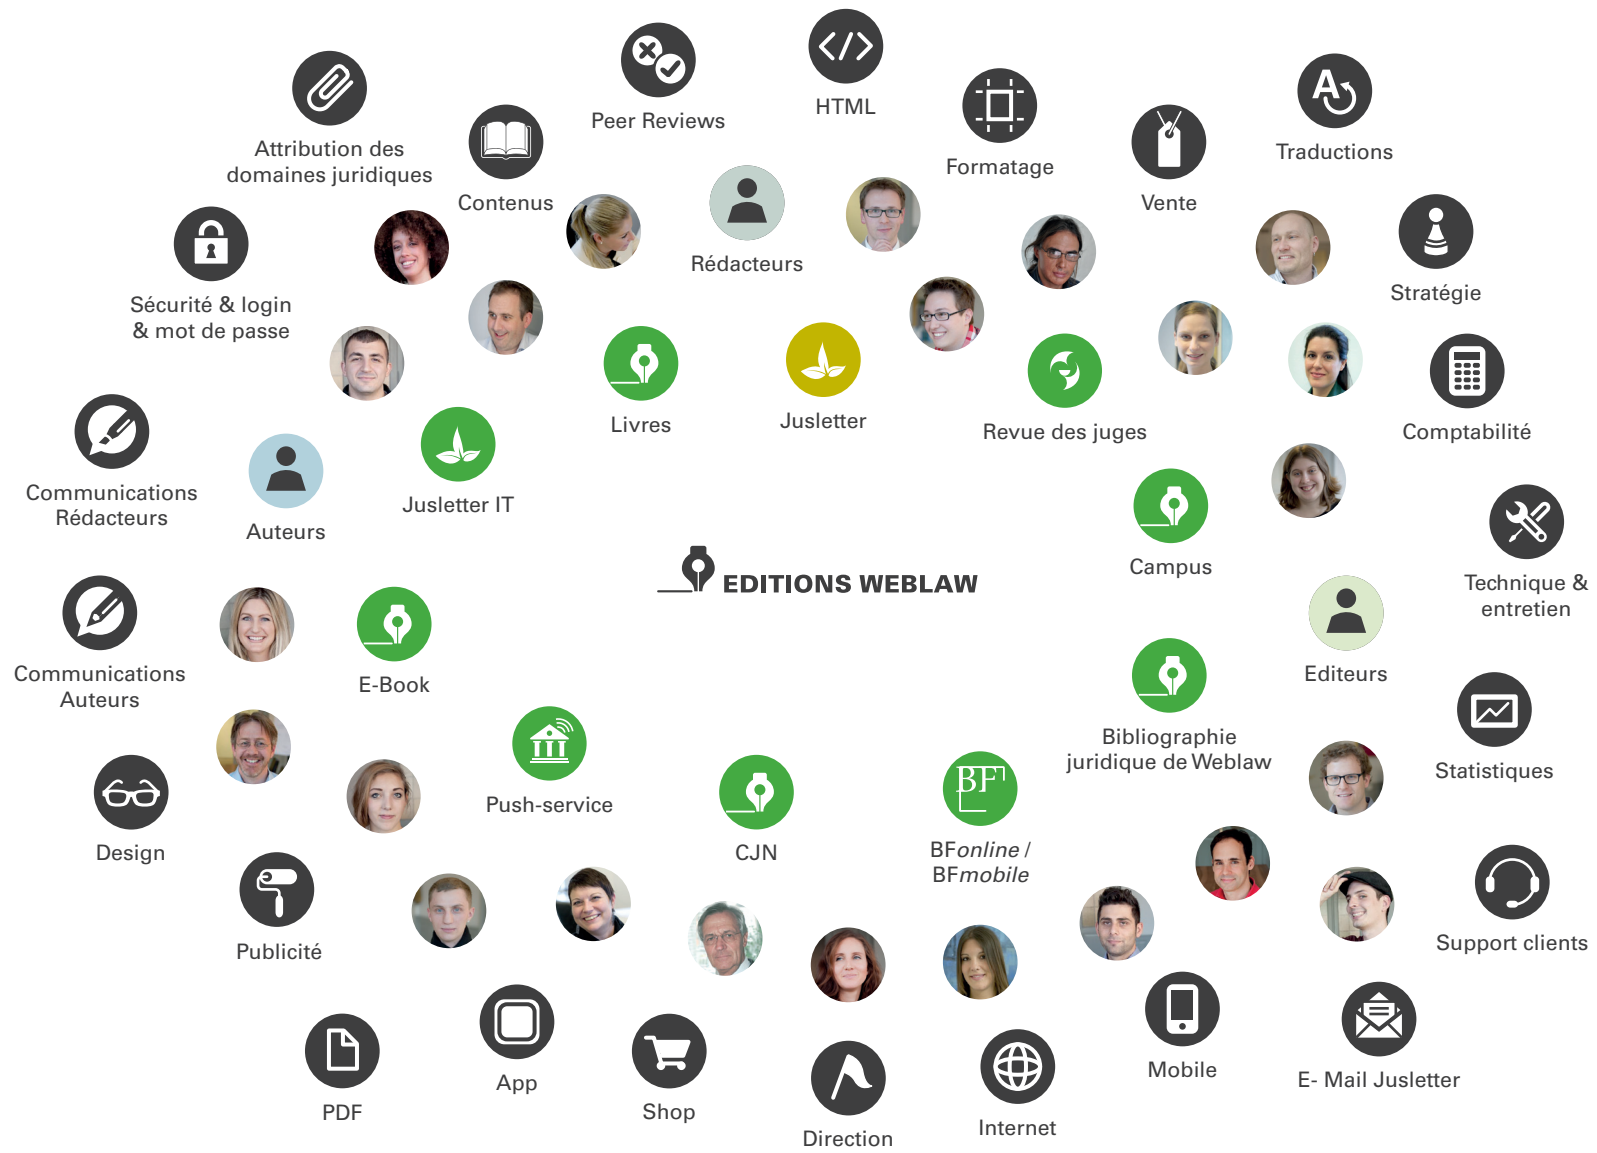 HTML
Peer Reviews
Attribution des
domaines juridiques
Contenus
Formatage
Vente
A
Traductions
Rédacteurs
Sécurité & login
& mot de passe
Stratégie
Livres
Jusletter
Revue des juges
Comptabilité
Communications
Rédacteurs
Auteurs
Jusletter IT
Campus
Technique &
entretien
EDITIONS WEBLAW
Communications
Auteurs
E-Book
Editeurs
Bibliographie
juridique de Weblaw
Statistiques
Design
Push-service
CJN
BF
BFonline /
BFmobile
Publicité
Support clients
PDF
App
Shop
Direction
Internet
Mobile
E- Mail Jusletter